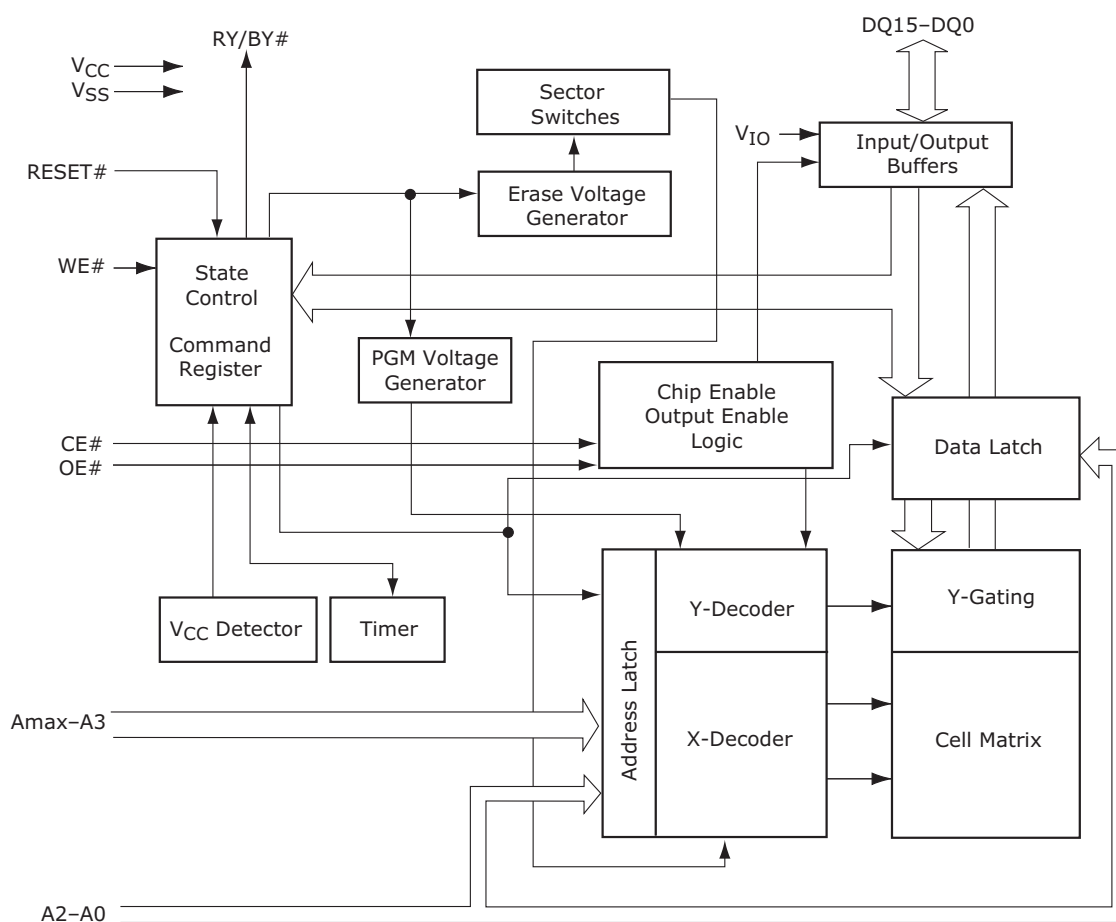 RY/BY#
DQ15–DQ0
VCC
VSS
Sector
Switches
VIO
Input/Output
Buffers
RESET#
Erase Voltage
Generator
WE#
State
Control
Command
Register
PGM Voltage
Generator
Chip Enable
Output Enable
Logic
CE#
OE#
Data Latch
Y-Decoder
Y-Gating
VCC Detector
Timer
Address Latch
Amax–A3
X-Decoder
Cell Matrix
A2–A0